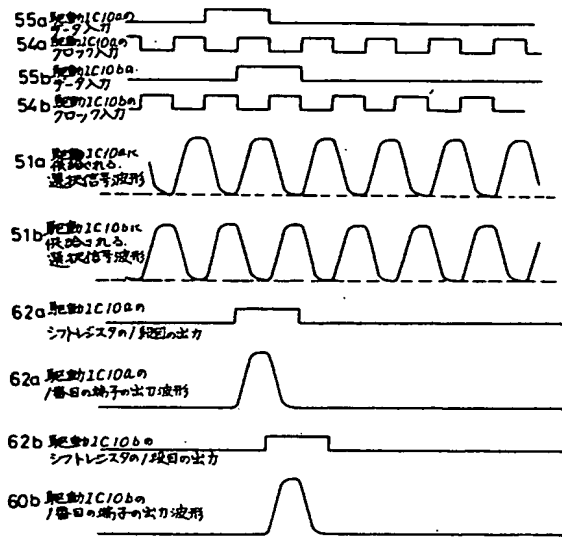 55a 駆動IC10aの
データ入力
54a 駆動IC10aの
クロック入力
55b 駆動IC10bの
データ入力
54b 駆動IC10bの
クロック入力
51a 駆動IC10aに
供給される
選択信号波形
51b 駆動IC10bに
供給される
選択信号波形
62a 駆動IC10aの
シフトレジスタの1段目の出力
62a 駆動IC10aの
1番目の端子の出力波形
62b 駆動IC10bの
シフトレジスタの1段目の出力
60b 駆動IC10bの
1番目の端子の出力波形